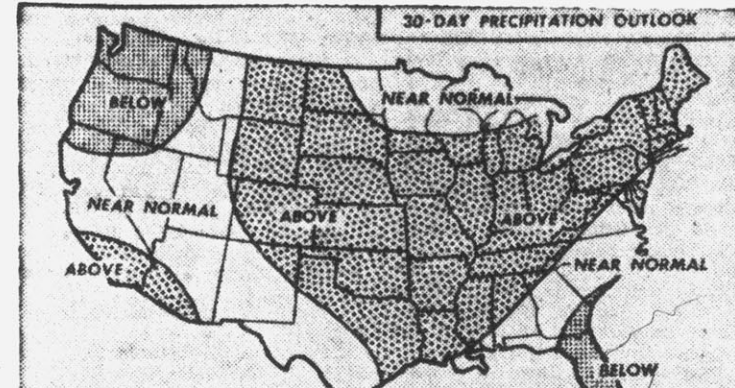 30-DAY PRECIPITATION OUTLOOK
BELOW
NEAR NORMAL
NEAR NORMAL
ABOVE
ABOVE
ABOVE
NEAR NORMAL
BELOW